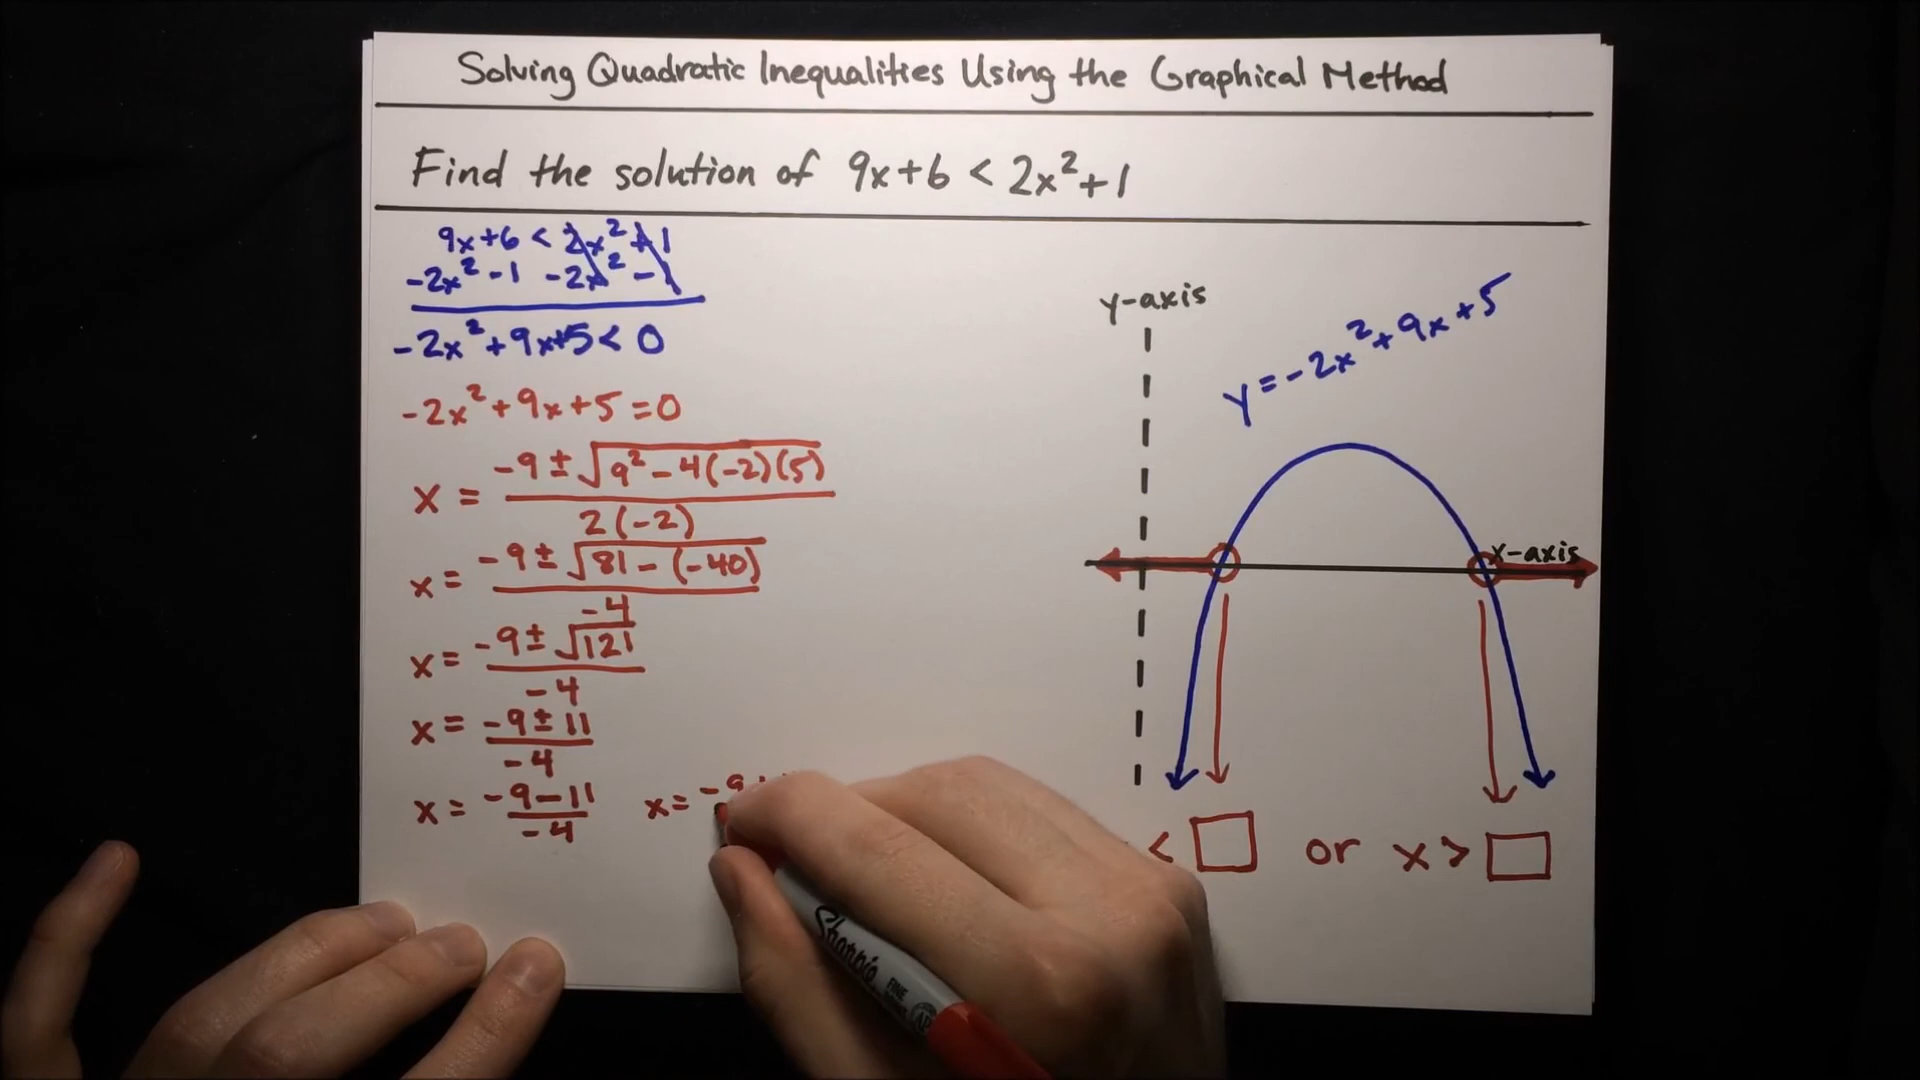 Solving Quadratic Inequalities Using the Graphical Method
Find the solution of 9x+6 < 2x²+1
9x+6 < 2x²+1
-2x²-1 -2x²-1
-2x²+9x+5 < 0
-2x²+9x+5=0
x = -9±√9²-4(-2)(5)
2(-2)
x = -9±√81-(-40)
-4
x = -9±√121
-4
x = -9±11
-4
x = -9-11
-4
x = -9
y-axis
y=-2x²+9x+5
x-axis
< □ or x > □
Sharpie
FINE